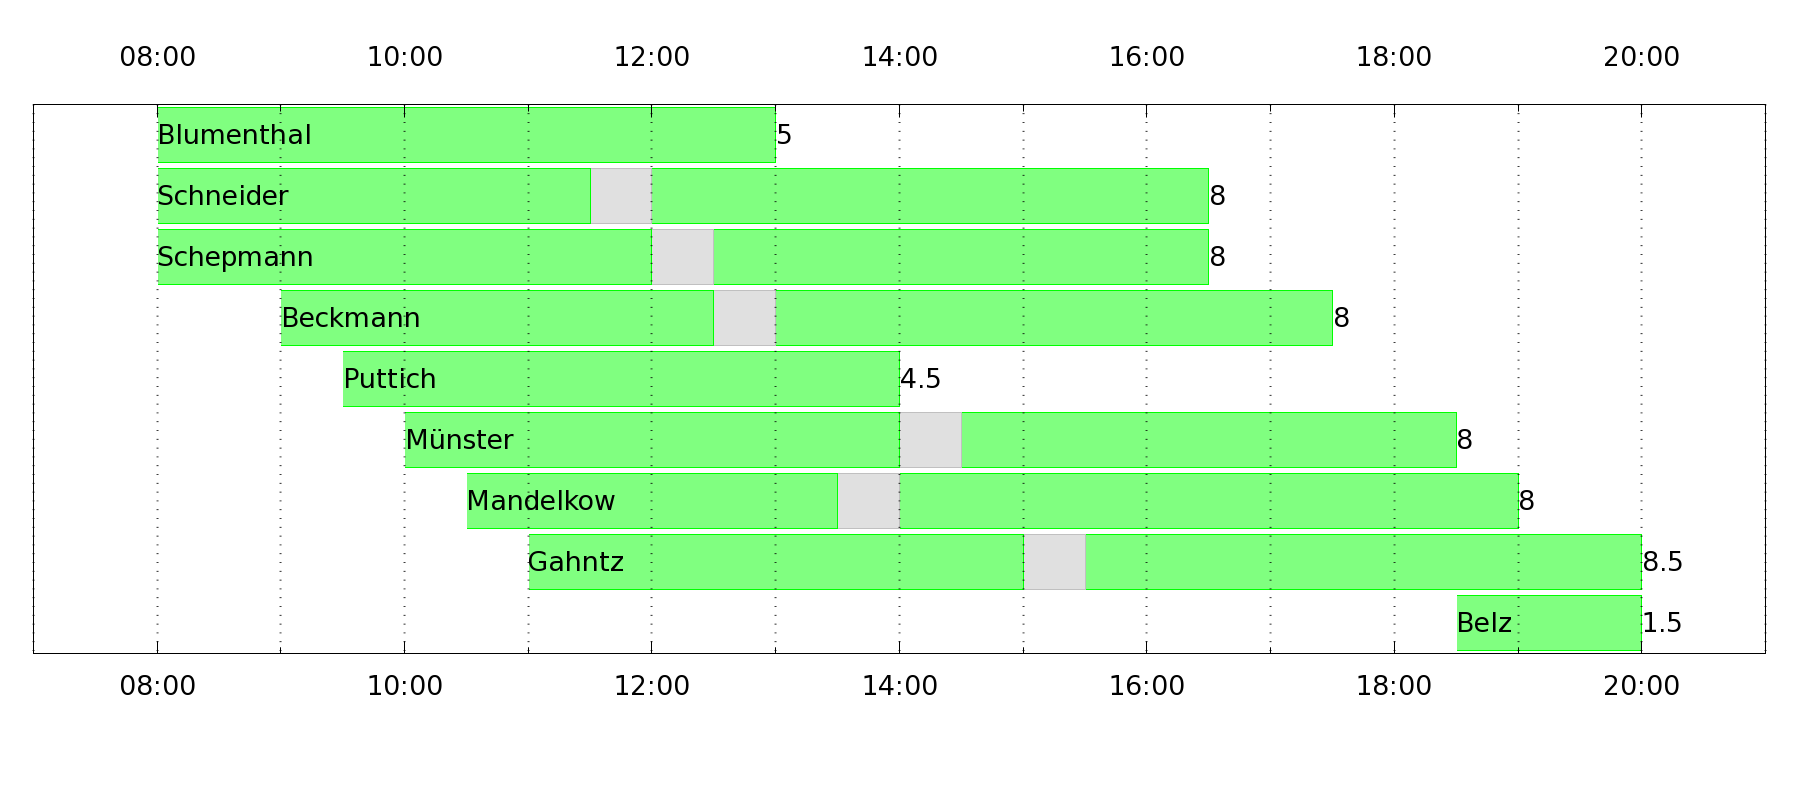 08:00 10:00 12:00 14:00 16:00 18:00 20:00
Blumenthal 5
Schneider 8
Schepmann 8
Beckmann 8
Puttich 4.5
Münster 8
Mandelkow 8
Gahntz 8.5
Belz 1.5
08:00 10:00 12:00 14:00 16:00 18:00 20:00